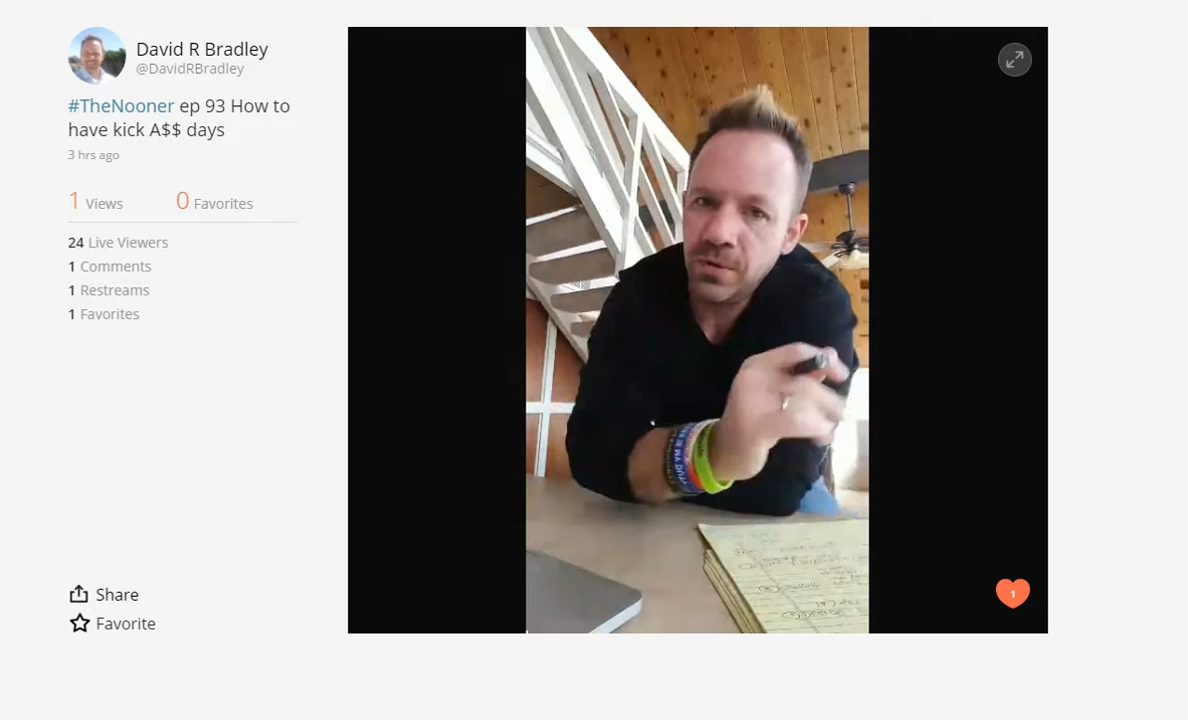 David R Bradley
@DavidRBradley
#TheNooner ep 93 How to
have kick A$$ days
3 hrs ago
1 Views 0 Favorites
24 Live Viewers
1 Comments
1 Restreams
1 Favorites
Share
Favorite
1